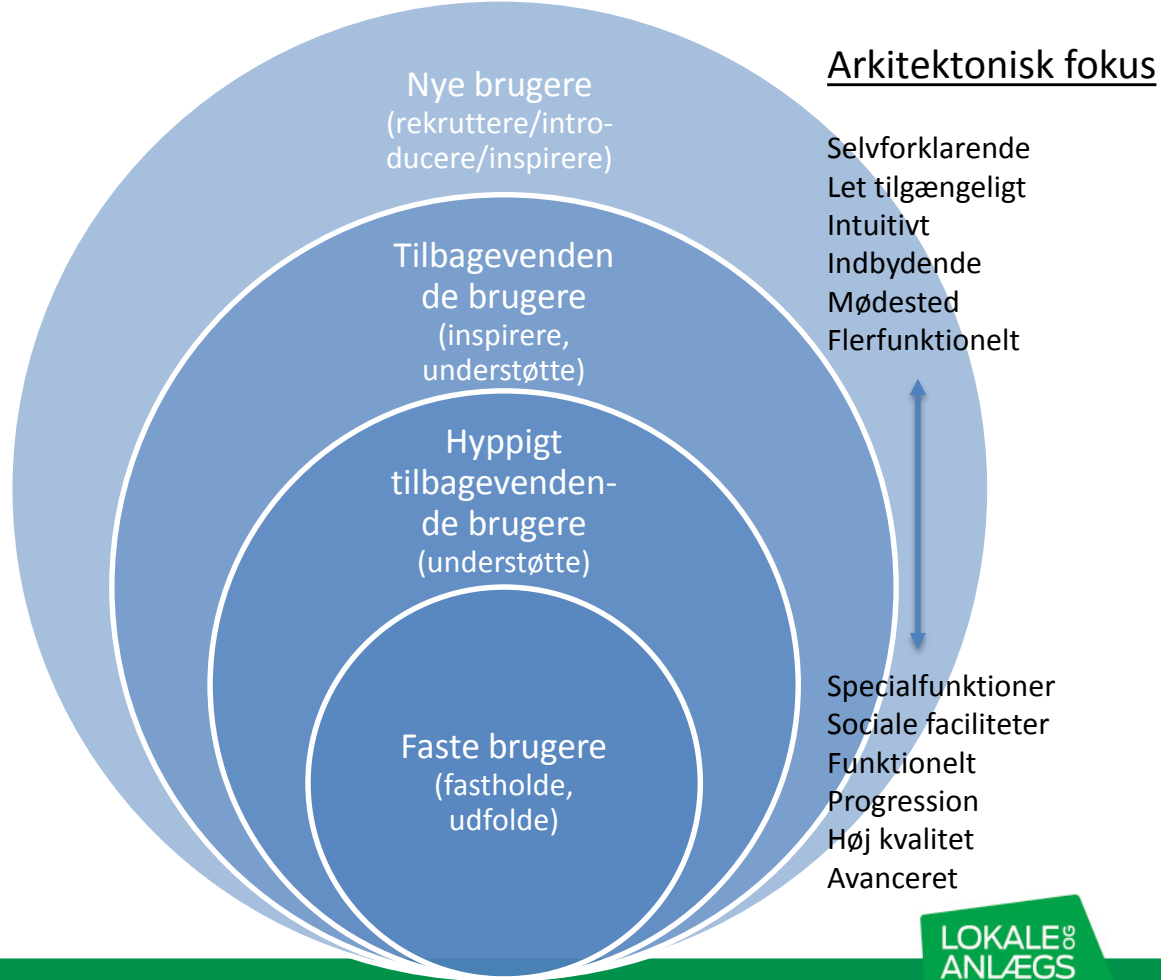 Nye brugere
(rekruttere/intro-
ducere/inspirere)
Tilbagevenden
de brugere
(inspirere,
understøtte)
Hyppigt
tilbagevenden-
de brugere
(understøtte)
Faste brugere
(fastholde,
udfolde)
Arkitektonisk fokus
Selvforklarende
Let tilgængeligt
Intuitivt
Indbydende
Mødested
Flerfunktionelt
Specialfunktioner
Sociale faciliteter
Funktionelt
Progression
Høj kvalitet
Avanceret
LOKALE OG
ANLÆGS